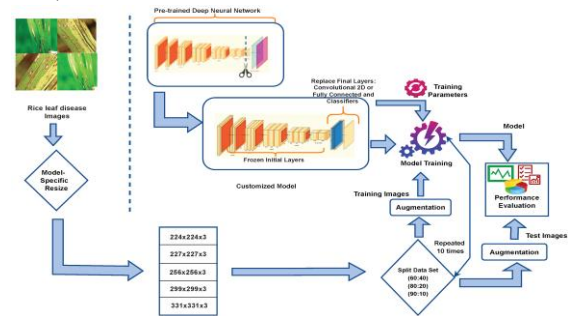 Pre-trained Deep Neural Network
Rice leaf disease
Images
Model-
Specific
Resize
Replace Final Layers:
Convolutional 2D or
Fully Connected and
Classifiers
Frozen Initial Layers
Customized Model
Training
Parameters
Model Training
Model
Performance
Evaluation
Training Images
Augmentation
Repeated
10 times
Test Images
Augmentation
Split Data Set
(60:40)
(80:20)
(90:10)
224x224x3
227x227x3
256x256x3
299x299x3
331x331x3